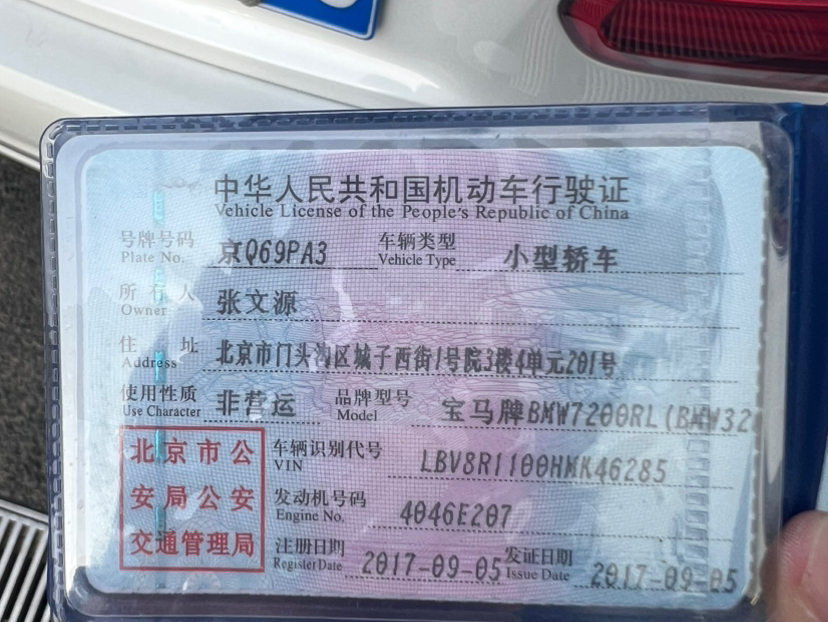 中华人民共和国机动车行驶证
Vehicle License of the People's Republic of China
号牌号码 京Q69PA3 车辆类型 小型轿车
Plate No. Vehicle Type
所有人 张文源
Owner
住址 北京市门头沟区城子西街1号院3楼4单元201号
Address
使用性质 非营运 品牌型号 宝马牌BMW7200RL(BMW32
Use Character Model
北京市公
安局公安
交通管理局
车辆识别代号 LBV8R1100HMK46285
VIN
发动机号码 4046E207
Engine No.
注册日期 2017-09-05 发证日期 2017-09-05
Register Date Issue Date